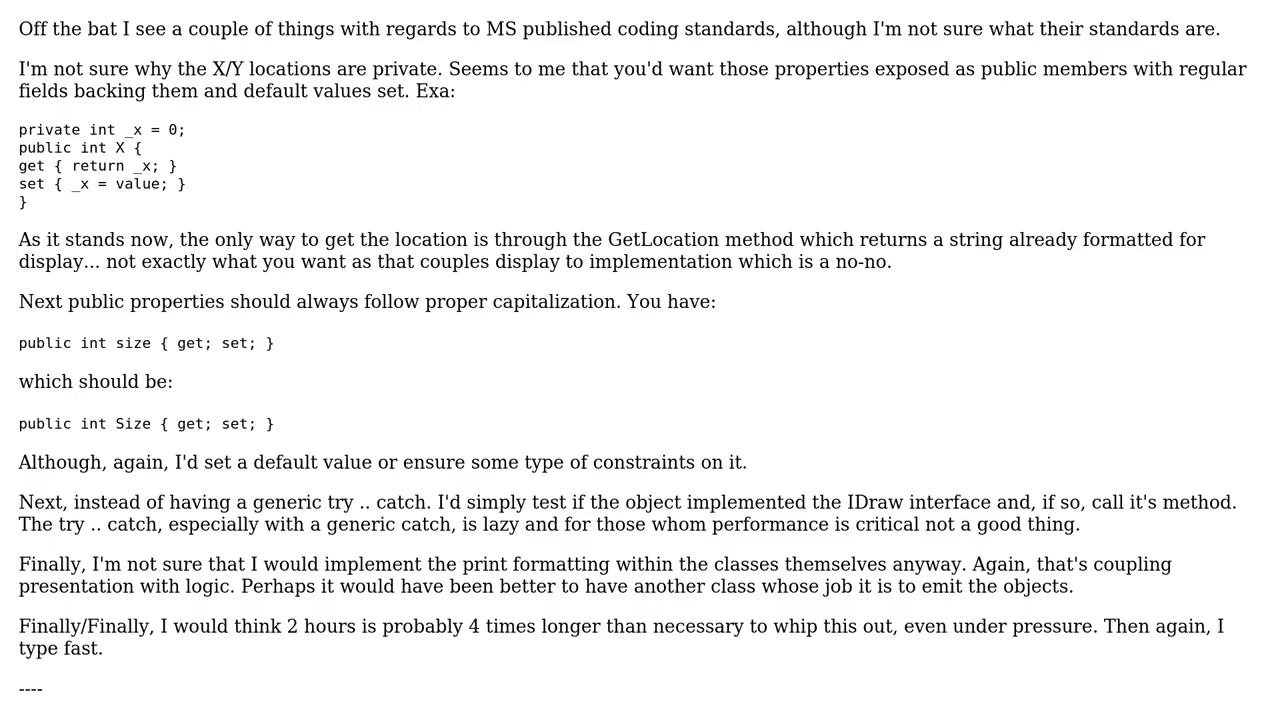 Off the bat I see a couple of things with regards to MS published coding standards, although I'm not sure what their standards are.
I'm not sure why the X/Y locations are private. Seems to me that you'd want those properties exposed as public members with regular
fields backing them and default values set. Exa:
private int _x = 0;
public int X {
get { return _x; }
set { _x = value; }
}
As it stands now, the only way to get the location is through the GetLocation method which returns a string already formatted for
display... not exactly what you want as that couples display to implementation which is a no-no.
Next public properties should always follow proper capitalization. You have:
public int size { get; set; }
which should be:
public int Size { get; set; }
Although, again, I'd set a default value or ensure some type of constraints on it.
Next, instead of having a generic try .. catch. I'd simply test if the object implemented the IDraw interface and, if so, call it's method.
The try .. catch, especially with a generic catch, is lazy and for those whom performance is critical not a good thing.
Finally, I'm not sure that I would implement the print formatting within the classes themselves anyway. Again, that's coupling
presentation with logic. Perhaps it would have been better to have another class whose job it is to emit the objects.
Finally/Finally, I would think 2 hours is probably 4 times longer than necessary to whip this out, even under pressure. Then again, I
type fast.
----